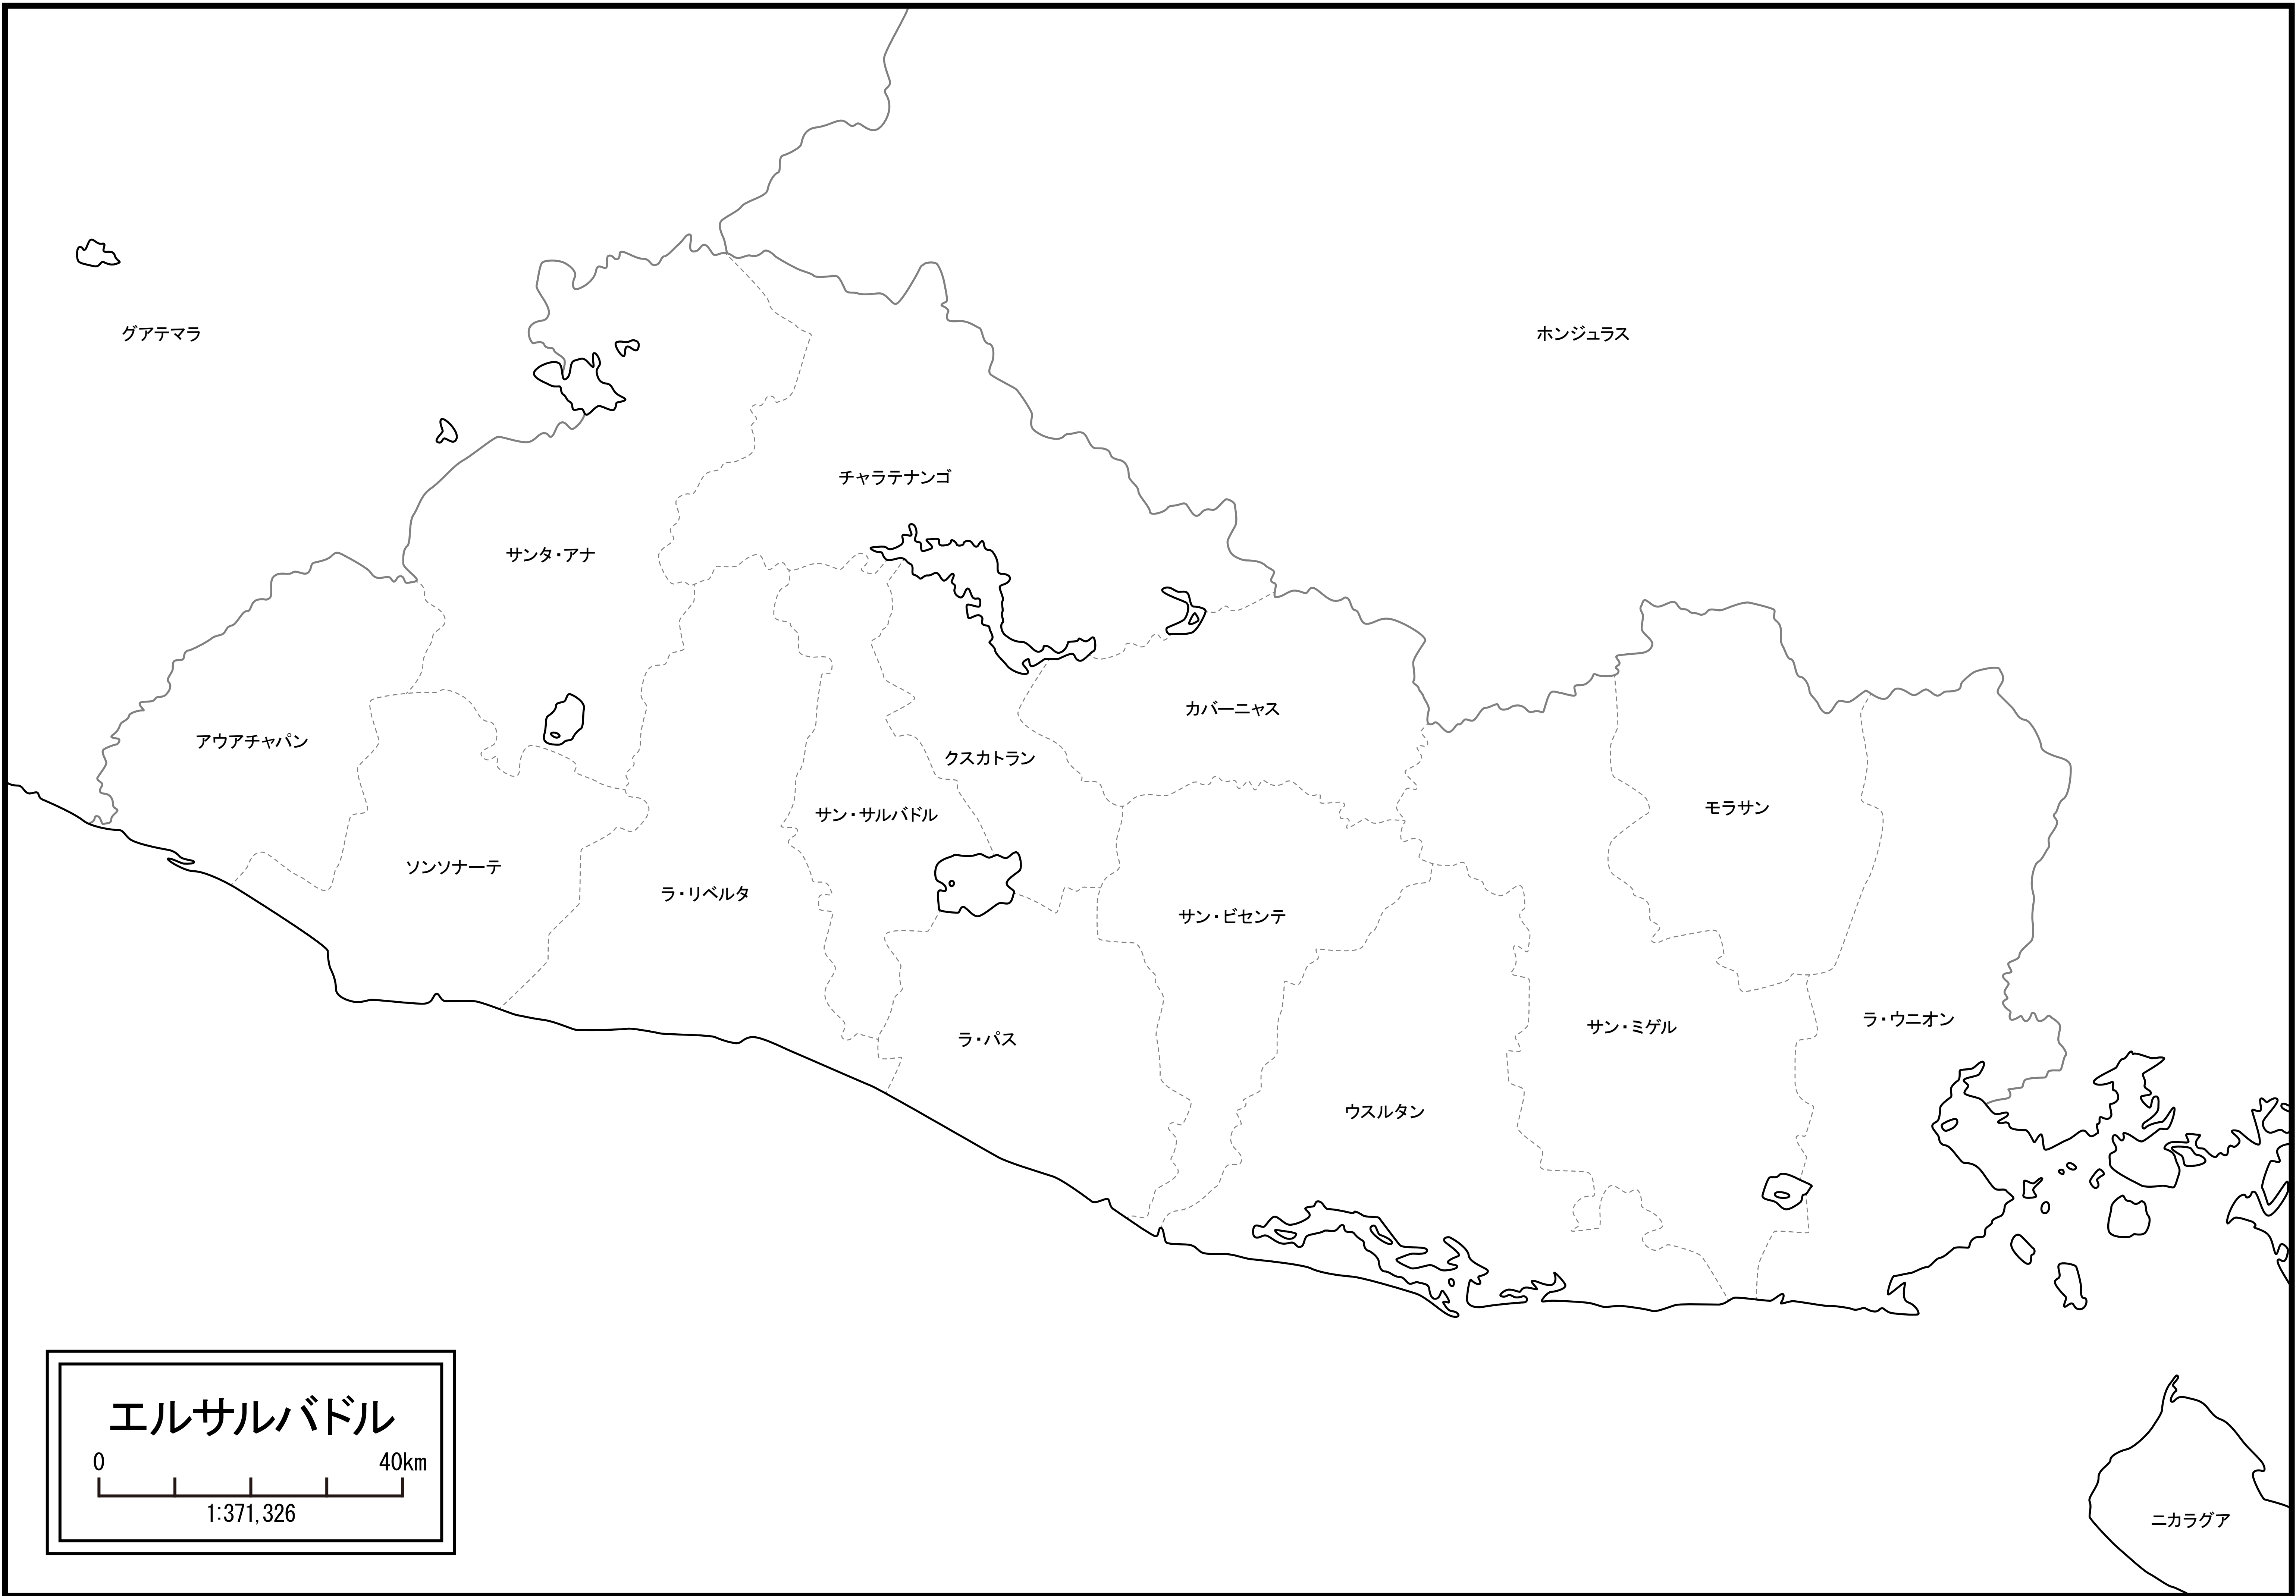 グアテマラ
ホンジュラス
チャラテナンゴ
サンタ・アナ
カバーニャス
アウアチャパン
クスカトラン
モラサン
サン・サルバドル
ソンソナーテ
ラ・リベルタ
サン・ビセンテ
ラ・ウニオン
サン・ミゲル
ラ・パス
ウスルタン
エルサルバドル
0 40km
1:371,326
ニカラグア